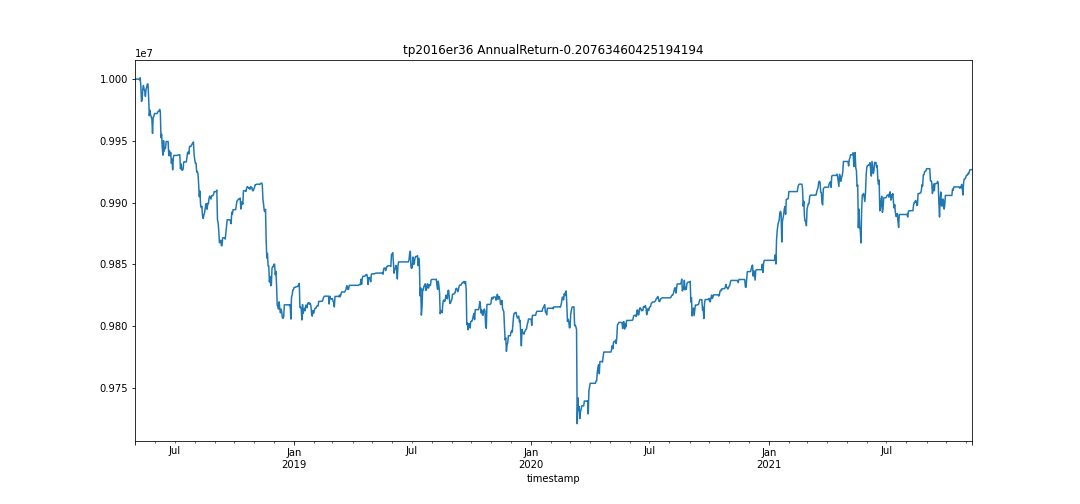 tp2016er36 AnnualReturn-0.20763460425194194
1e7
1.000
0.995
0.990
0.985
0.980
0.975
Jul Jan Jul Jan Jul Jan Jul
2019 2020 2021
timestamp